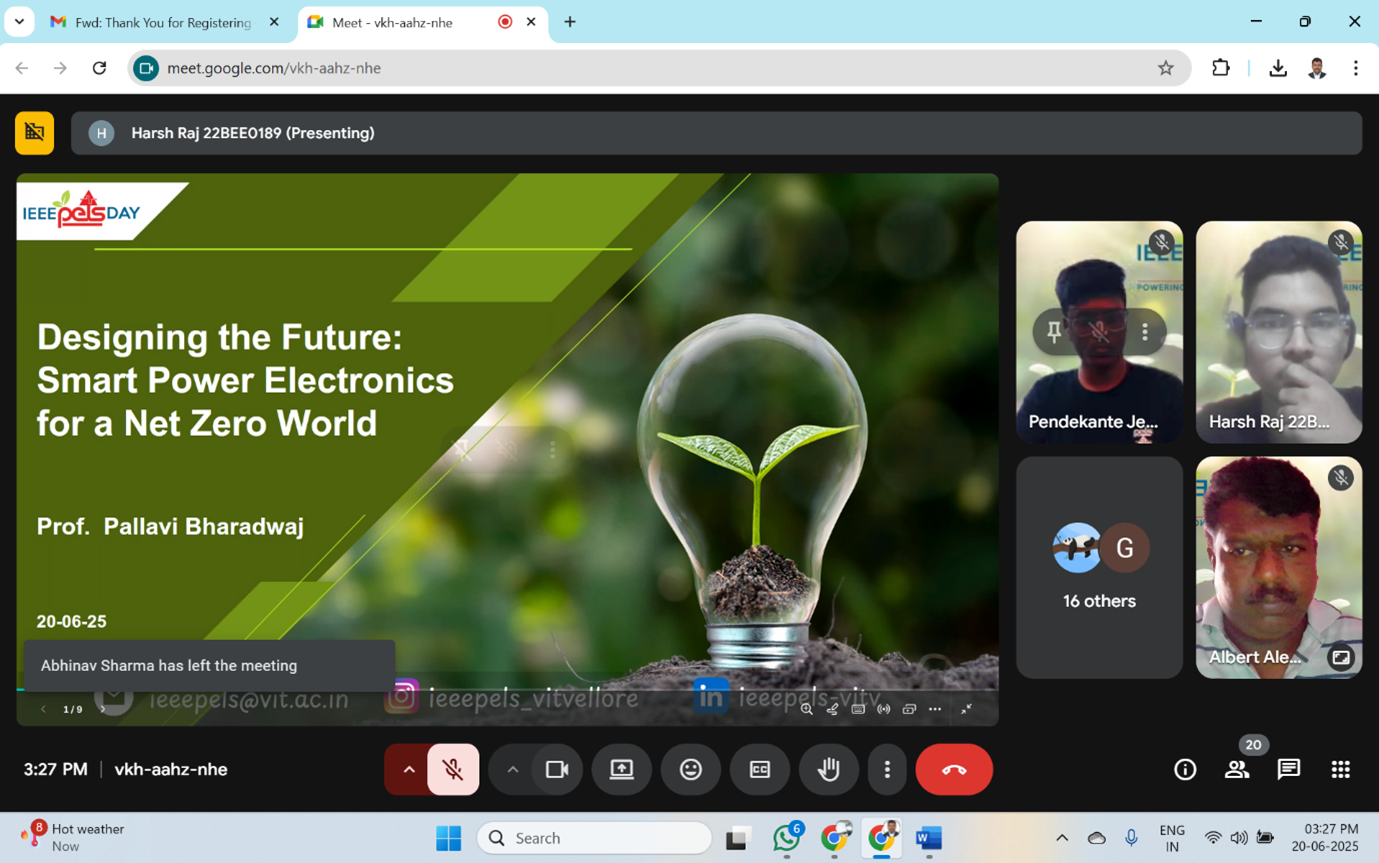 Fwd: Thank You for Registering
Meet - vkh-aahz-nhe
meet.google.com/vkh-aahz-nhe
H
Harsh Raj 22BEE0189 (Presenting)
IEEE pels DAY
Designing the Future:
Smart Power Electronics
for a Net Zero World
Prof. Pallavi Bharadwaj
20-06-25
Abhinav Sharma has left the meeting
ieeepels@vit.ac.in
ieeepels_vitvellore
in
ieeepels-vitv
1/9
IEEE
POWERING
Pendekante Je...
Harsh Raj 22B...
G
16 others
Albert Ale...
3:27 PM | vkh-aahz-nhe
CC
20
8
Hot weather
Now
Search
6
W
ENG
IN
03:27 PM
20-06-2025